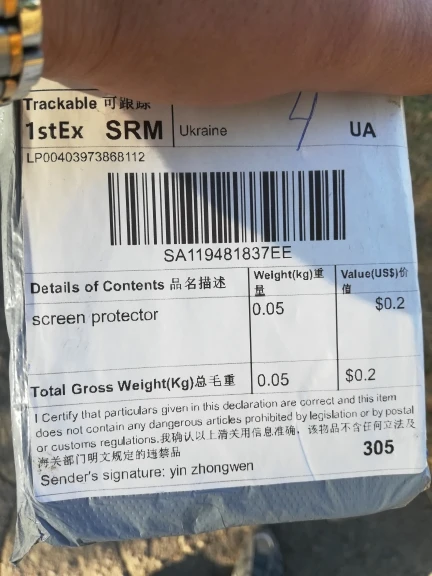 Trackable 可跟踪
1stEx SRM Ukraine 4 UA
LP00403973868112
SA119481837EE
Details of Contents 品名描述 Weight(kg)重量 Value(US$)价值
screen protector 0.05 $0.2
Total Gross Weight(Kg)总毛重 0.05 $0.2
I Certify that particulars given in this declaration are correct and this item
does not contain any dangerous articles prohibited by legislation or by postal
or customs regulations.我确认以上清关用信息准确，该物品不含任何立法及
海关部门明文规定的违禁品
305
Sender's signature: yin zhongwen